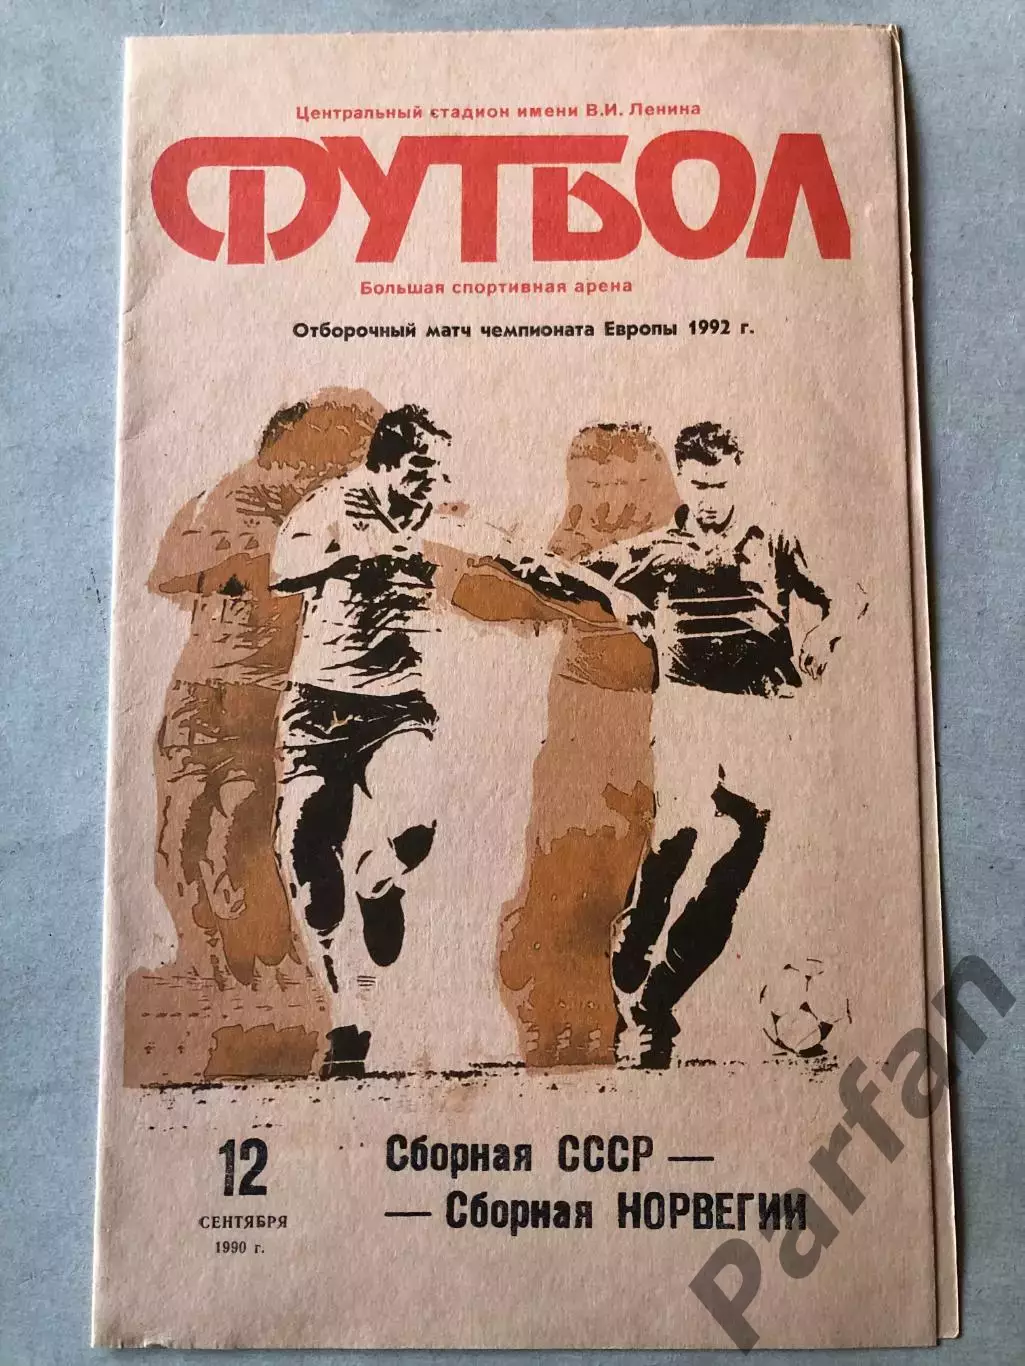 Центральный стадион имени В.И. Ленина
ФУТБОЛ
Большая спортивная арена
Отборочный матч чемпионата Европы 1992 г.
12
СЕНТЯБРЯ
1990 г.
Сборная СССР —
— Сборная НОРВЕГИИ
Parfan